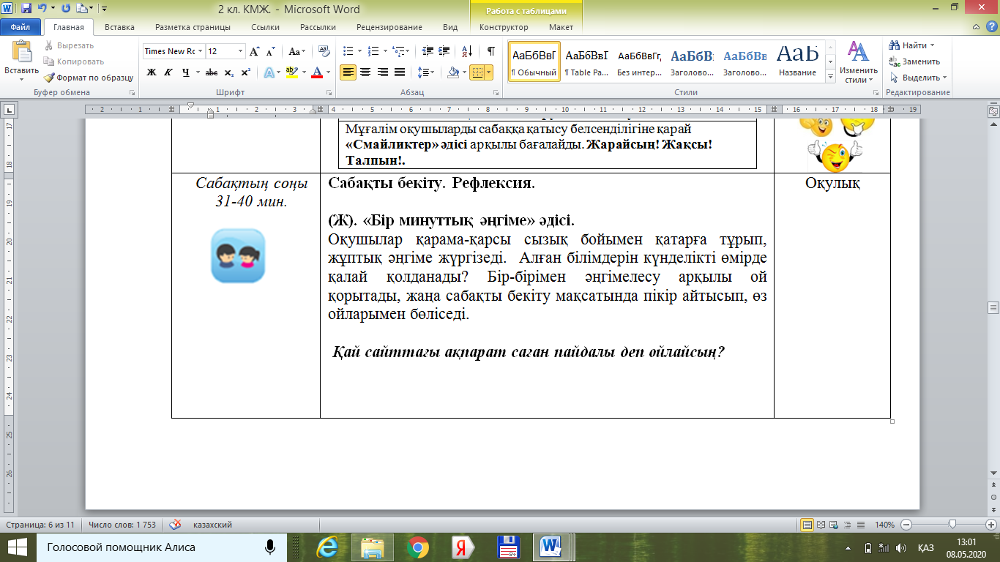 2 кл. КМЖ. - Microsoft Word
Работа с таблицами
Файл Главная Вставка Разметка страницы Ссылки Рассылки Рецензирование Вид Конструктор Макет
Вставить
Вырезать
Копировать
Формат по образцу
Буфер обмена
Times New Ro 12
Ж К Ч abc x₂ x²
Шрифт
Абзац
АаБбВвГ АаБбВвІ АаБбВвГг, АаБбВ АаБбВв АаБ
¶ Обычный ¶ Table Pa... Без интер... Заголово... Заголово... Название
Стили
Изменить стили
Найти
Заменить
Выделить
Редактирование
Мұғалім оқушыларды сабаққа қатысу белсенділігіне қарай
«Смайликтер» әдісі арқылы бағалайды. Жарайсың! Жақсы!
Талпын!.
Сабақтың соңы
31-40 мин.
Сабақты бекіту. Рефлексия.
(Ж). «Бір минуттық әңгіме» әдісі.
Оқушылар қарама-қарсы сызық бойымен қатарға тұрып,
жұптық әңгіме жүргізеді. Алған білімдерін күнделікті өмірде
қалай қолданады? Бір-бірімен әңгімелесу арқылы ой
қорытады, жаңа сабақты бекіту мақсатында пікір айтысып, өз
ойларымен бөліседі.
Қай сайттағы ақпарат саған пайдалы деп ойлайсың?
Оқулық
Страница: 6 из 11 Число слов: 1 753 казахский 140%
Голосовой помощник Алиса
ҚАЗ
13:01
08.05.2020